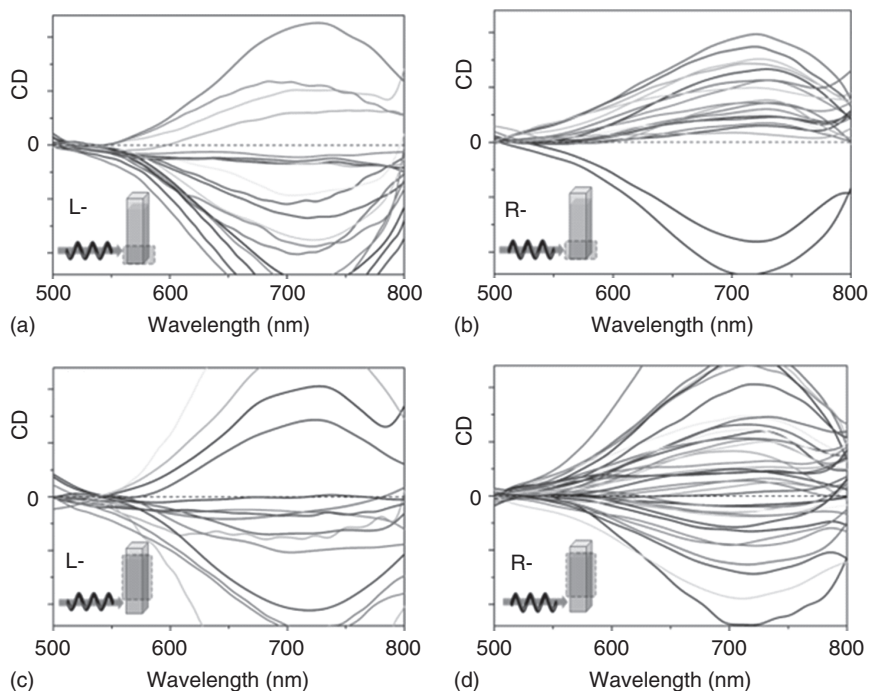 CD
0
L-
500
600
700
800
(a)
Wavelength (nm)
CD
0
R-
500
600
700
800
(b)
Wavelength (nm)
CD
0
L-
500
600
700
800
(c)
Wavelength (nm)
CD
0
R-
500
600
700
800
(d)
Wavelength (nm)